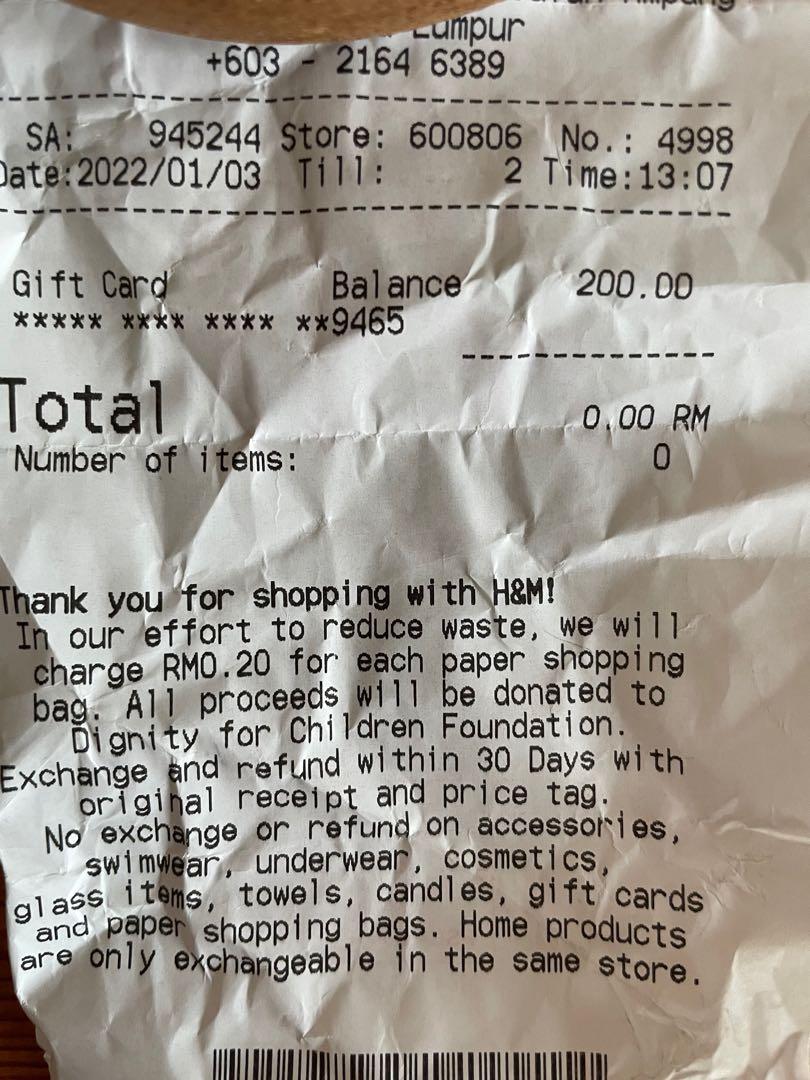 Lumpur
+603 - 2164 6389
SA: 945244 Store: 600806 No.: 4998
Date:2022/01/03 Till: 2 Time:13:07
Gift Card Balance 200.00
***** **** **** **9465
Total 0.00 RM
Number of items: 0
Thank you for shopping with H&M!
In our effort to reduce waste, we will
charge RM0.20 for each paper shopping
bag. All proceeds will be donated to
Dignity for Children Foundation.
Exchange and refund within 30 Days with
original receipt and price tag.
No exchange or refund on accessories,
swimwear, underwear, cosmetics,
glass items, towels, candles, gift cards
and paper shopping bags. Home products
are only exchangeable in the same store.